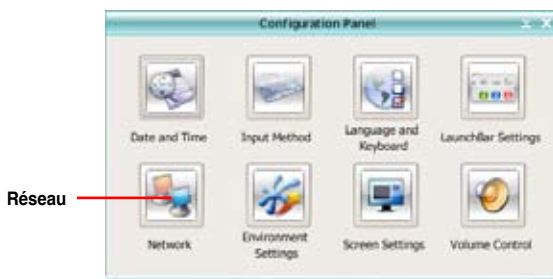 Configuration Panel
Date and Time
Input Method
Language and
Keyboard
LaunchBar Settings
Réseau
Network
Environment
Settings
Screen Settings
Volume Control